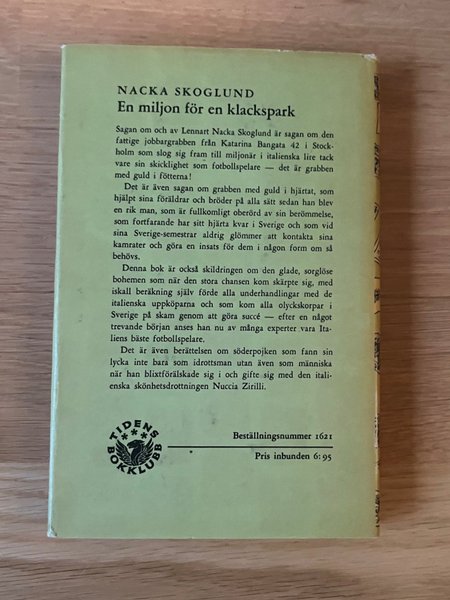 NACKA SKOGLUND
En miljon för en klackspark
Sagan om och av Lennart Nacka Skoglund är sagan om den
fattige jobbargrabben från Katarina Bangata 42 i Stock-
holm som slog sig fram till miljonär i italienska lire tack
vare sin skicklighet som fotbollspelare — det är grabben
med guld i fötterna!
Det är även sagan om grabben med guld i hjärtat, som
hjälpt sina föräldrar och bröder på alla sätt sedan han blev
en rik man, som är fullkomligt oberörd av sin berömmelse,
som fortfarande har sitt hjärta kvar i Sverige och som vid
sina Sverige-semestrar aldrig glömmer att kontakta sina
kamrater och göra en insats för dem i någon form om så
behövs.
Denna bok är också skildringen om den glade, sorglöse
bohemen som när den stora chansen kom skärpte sig, med
iskall beräkning själv förde alla underhandlingar med de
italienska uppköparna och som kom alla olyckskorpar i
Sverige på skam genom att göra succé — efter en något
trevande början anses han nu av många experter vara Ita-
liens bäste fotbollspelare.
Det är även berättelsen om söderpojken som fann sin
lycka inte bara som idrottsman utan även som människa
när han blixtförälskade sig i och gifte sig med den itali-
enska skönhetsdrottningen Nuccia Zirilli.
TIDENS
BOKKLUBB
Beställningsnummer 1621
Pris inbunden 6:95